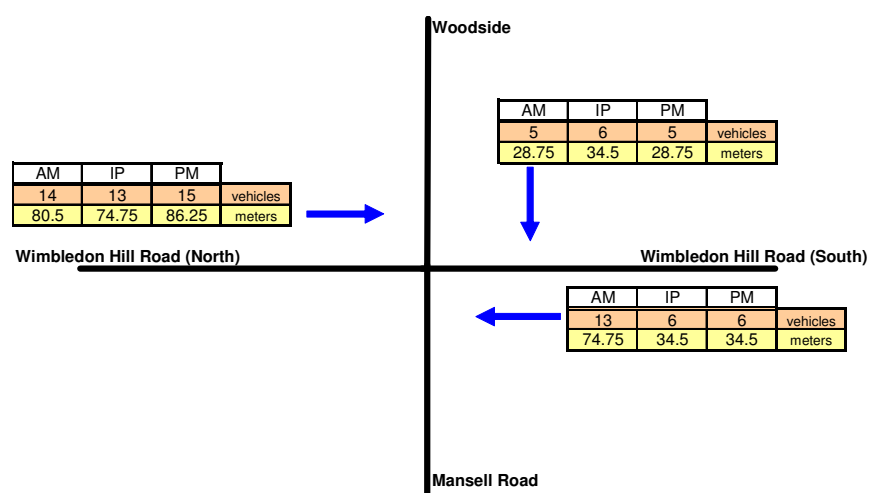 Woodside
AM IP PM
5 6 5 vehicles
28.75 34.5 28.75 meters
AM IP PM
14 13 15 vehicles
80.5 74.75 86.25 meters
Wimbledon Hill Road (North)
Wimbledon Hill Road (South)
AM IP PM
13 6 6 vehicles
74.75 34.5 34.5 meters
Mansell Road